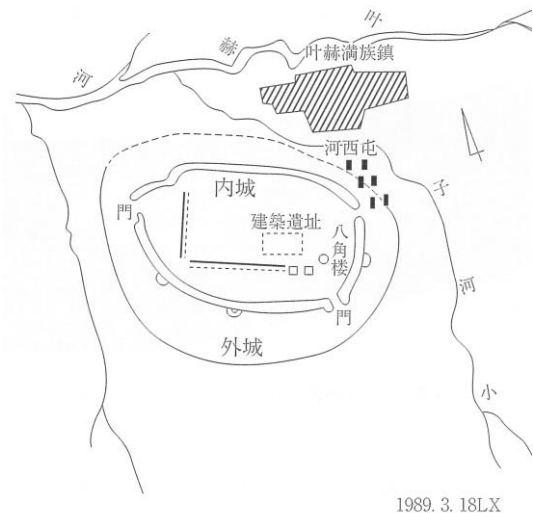 叶
赫
河
叶赫満族鎮
河西屯
子
河
小
内城
門
建築遺址
八角楼
門
外城
1989.3.18LX